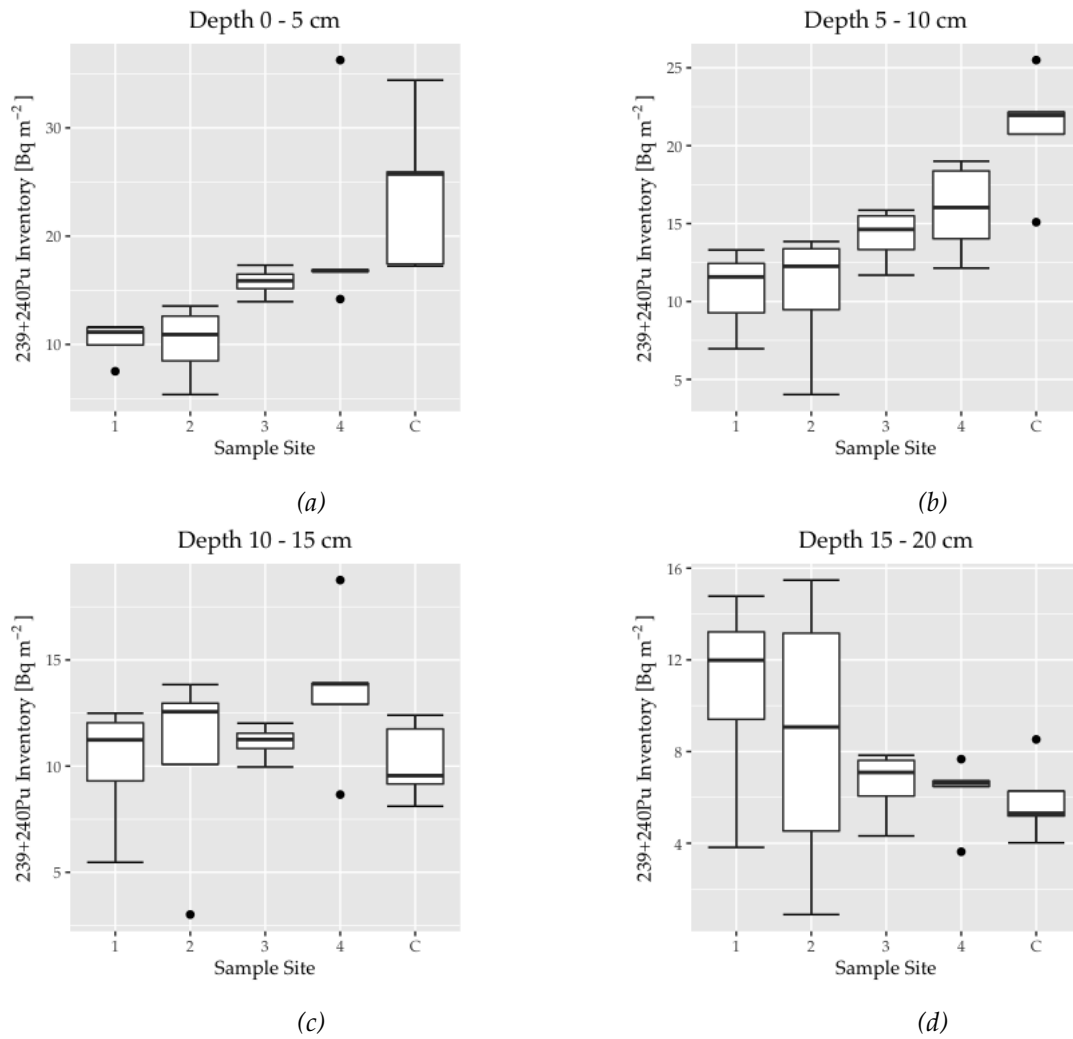 Depth 0 - 5 cm
239+240Pu Inventory [Bq m⁻² ]
30
20
10
1 2 3 4 C
Sample Site
(a)
Depth 5 - 10 cm
239+240Pu Inventory [Bq m⁻² ]
25
20
15
10
5
1 2 3 4 C
Sample Site
(b)
Depth 10 - 15 cm
239+240Pu Inventory [Bq m⁻² ]
15
10
5
1 2 3 4 C
Sample Site
(c)
Depth 15 - 20 cm
239+240Pu Inventory [Bq m⁻² ]
16
12
8
4
1 2 3 4 C
Sample Site
(d)